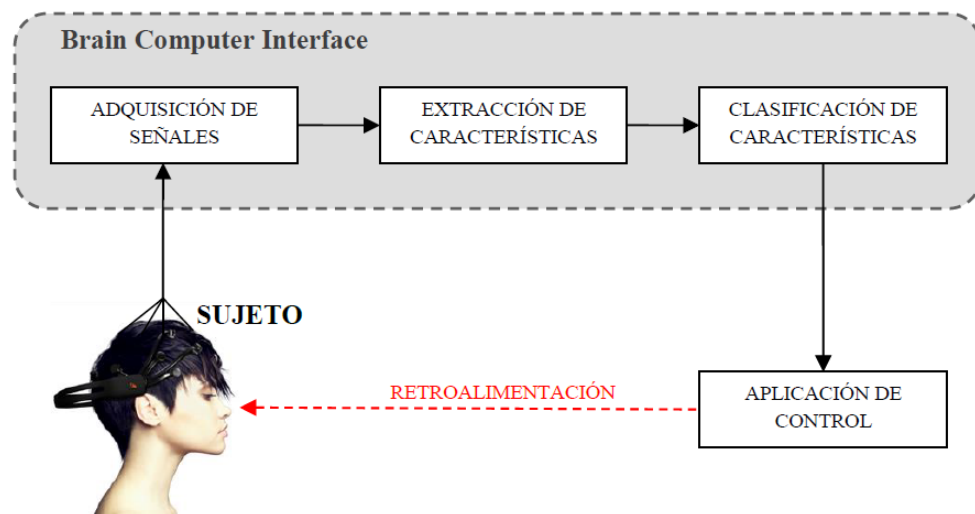 Brain Computer Interface
ADQUISICIÓN DE
SEÑALES
EXTRACCIÓN DE
CARACTERÍSTICAS
CLASIFICACIÓN DE
CARACTERÍSTICAS
SUJETO
RETROALIMENTACIÓN
APLICACIÓN DE
CONTROL